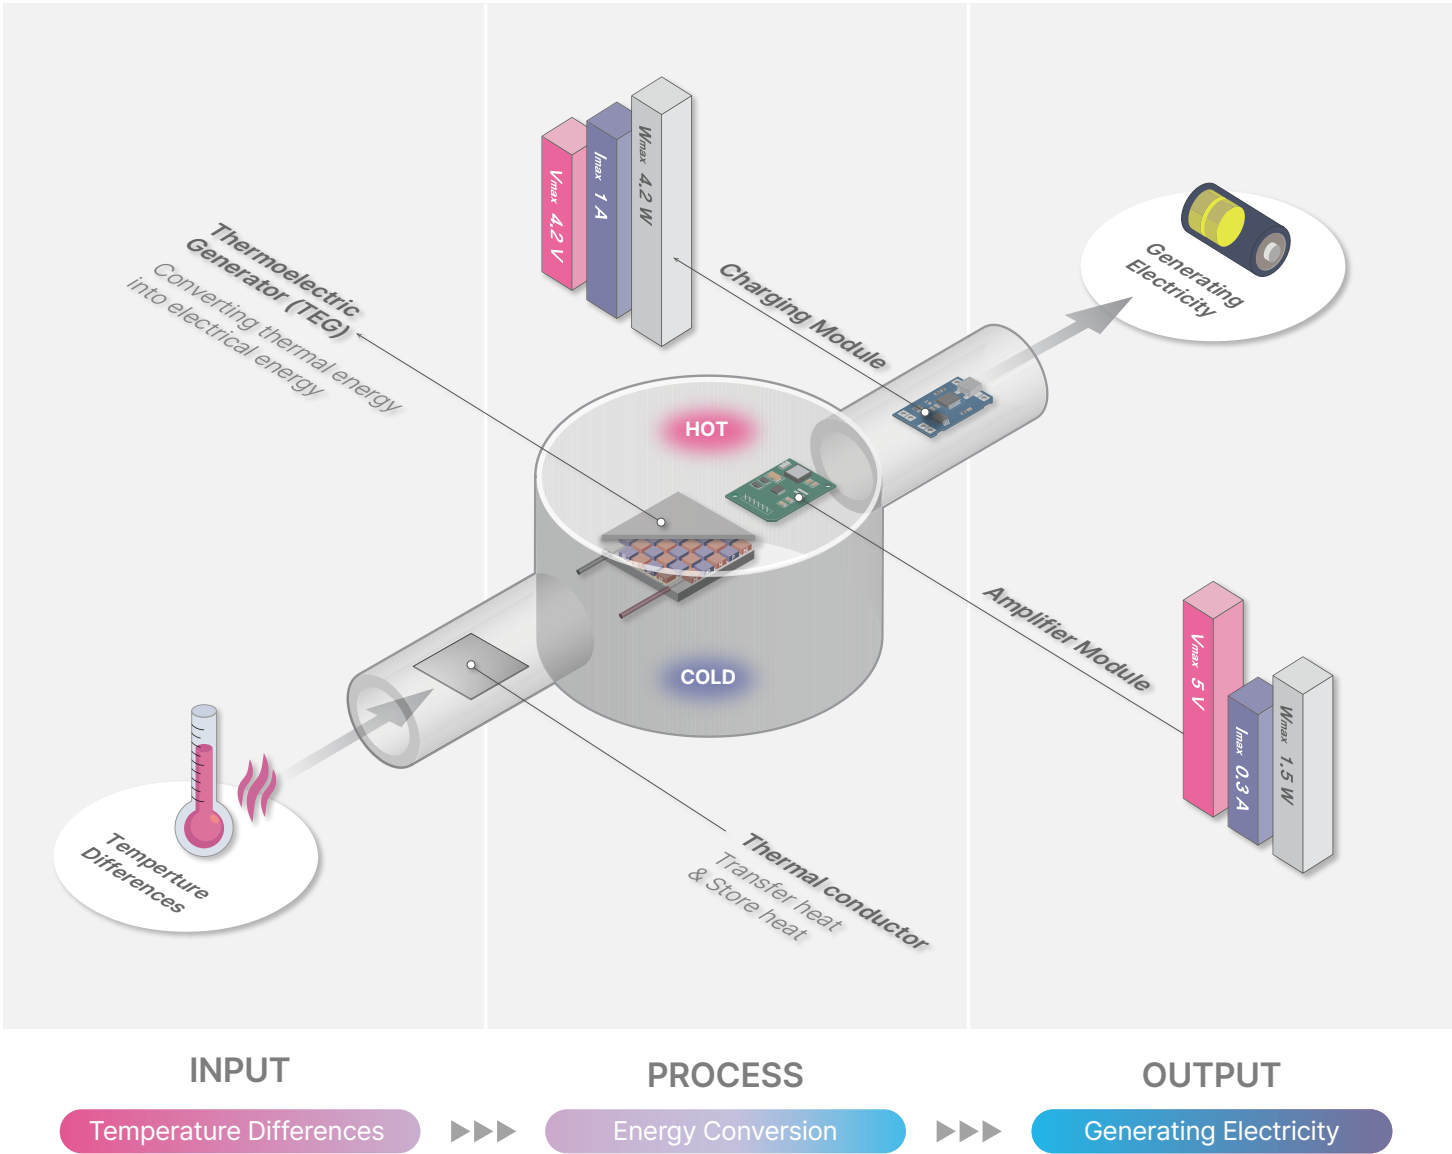 Vmax 4.2 V
Imax 1 A
Wmax 4.2 W
Thermoelectric
Generator (TEG)
Converting thermal energy
into electrical energy
Charging Module
Generating
Electricity
HOT
COLD
Amplifier Module
Vmax 5 V
Imax 0.3 A
Wmax 1.5 W
Temperture
Differences
Thermal conductor
Transfer heat
& Store heat
INPUT
PROCESS
OUTPUT
Temperature Differences
Energy Conversion
Generating Electricity